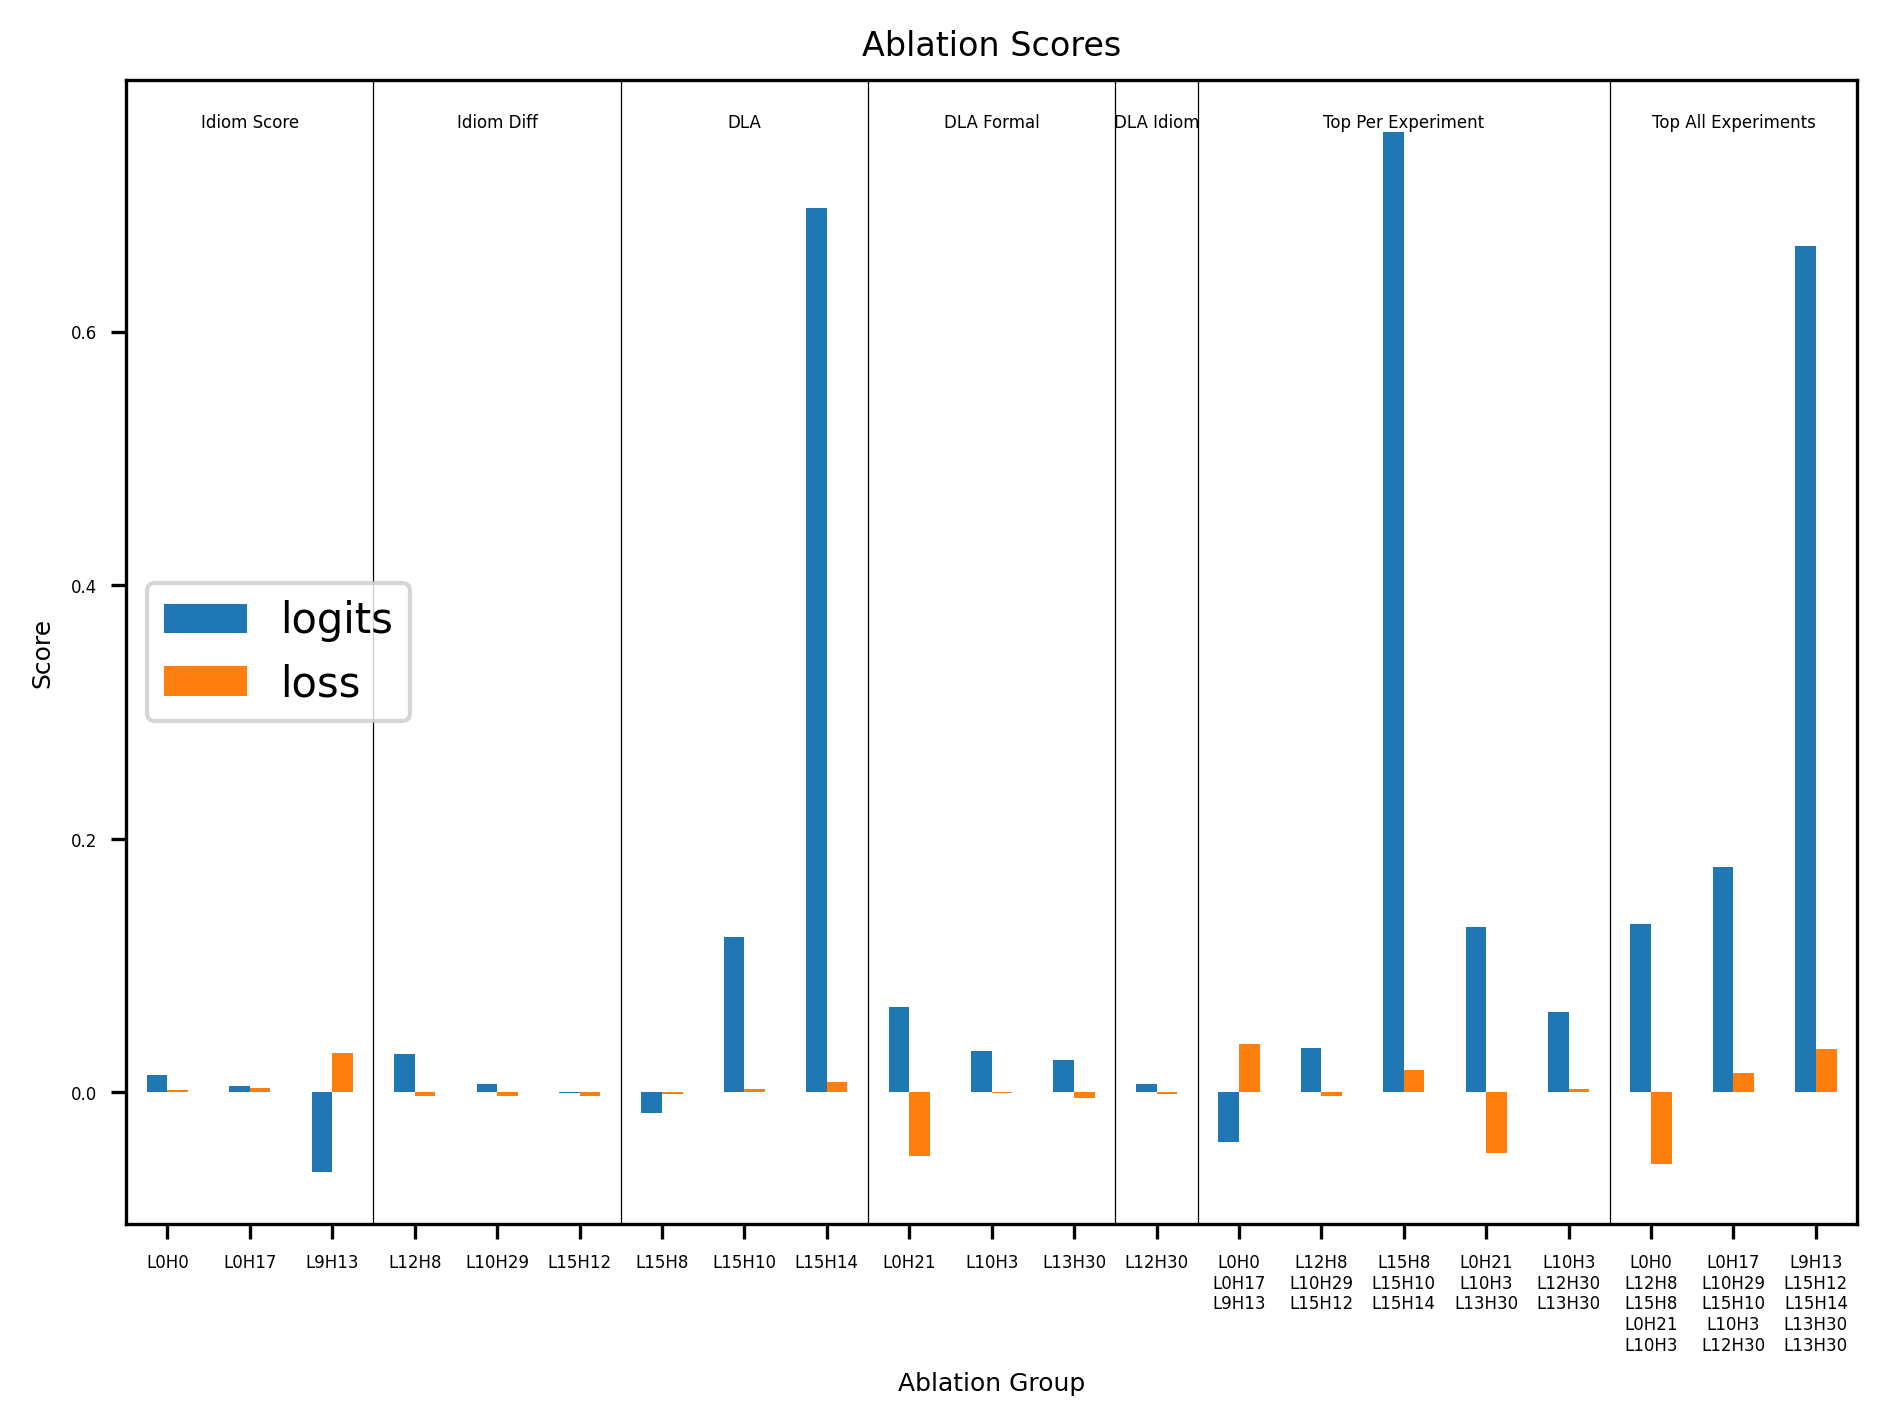 Ablation Scores
Idiom Score
Idiom Diff
DLA
DLA Formal
DLA Idiom
Top Per Experiment
Top All Experiments
0.6
0.4
0.2
0.0
Score
logits
loss
L0H0
L0H17
L9H13
L12H8
L10H29
L15H12
L15H8
L15H10
L15H14
L0H21
L10H3
L13H30
L12H30
L0H0
L0H17
L9H13
L12H8
L10H29
L15H12
L15H8
L15H10
L15H14
L0H21
L10H3
L13H30
L10H3
L12H30
L13H30
L0H0
L12H8
L15H8
L0H21
L10H3
L0H17
L10H29
L15H10
L10H3
L12H30
L9H13
L15H12
L15H14
L13H30
L13H30
Ablation Group